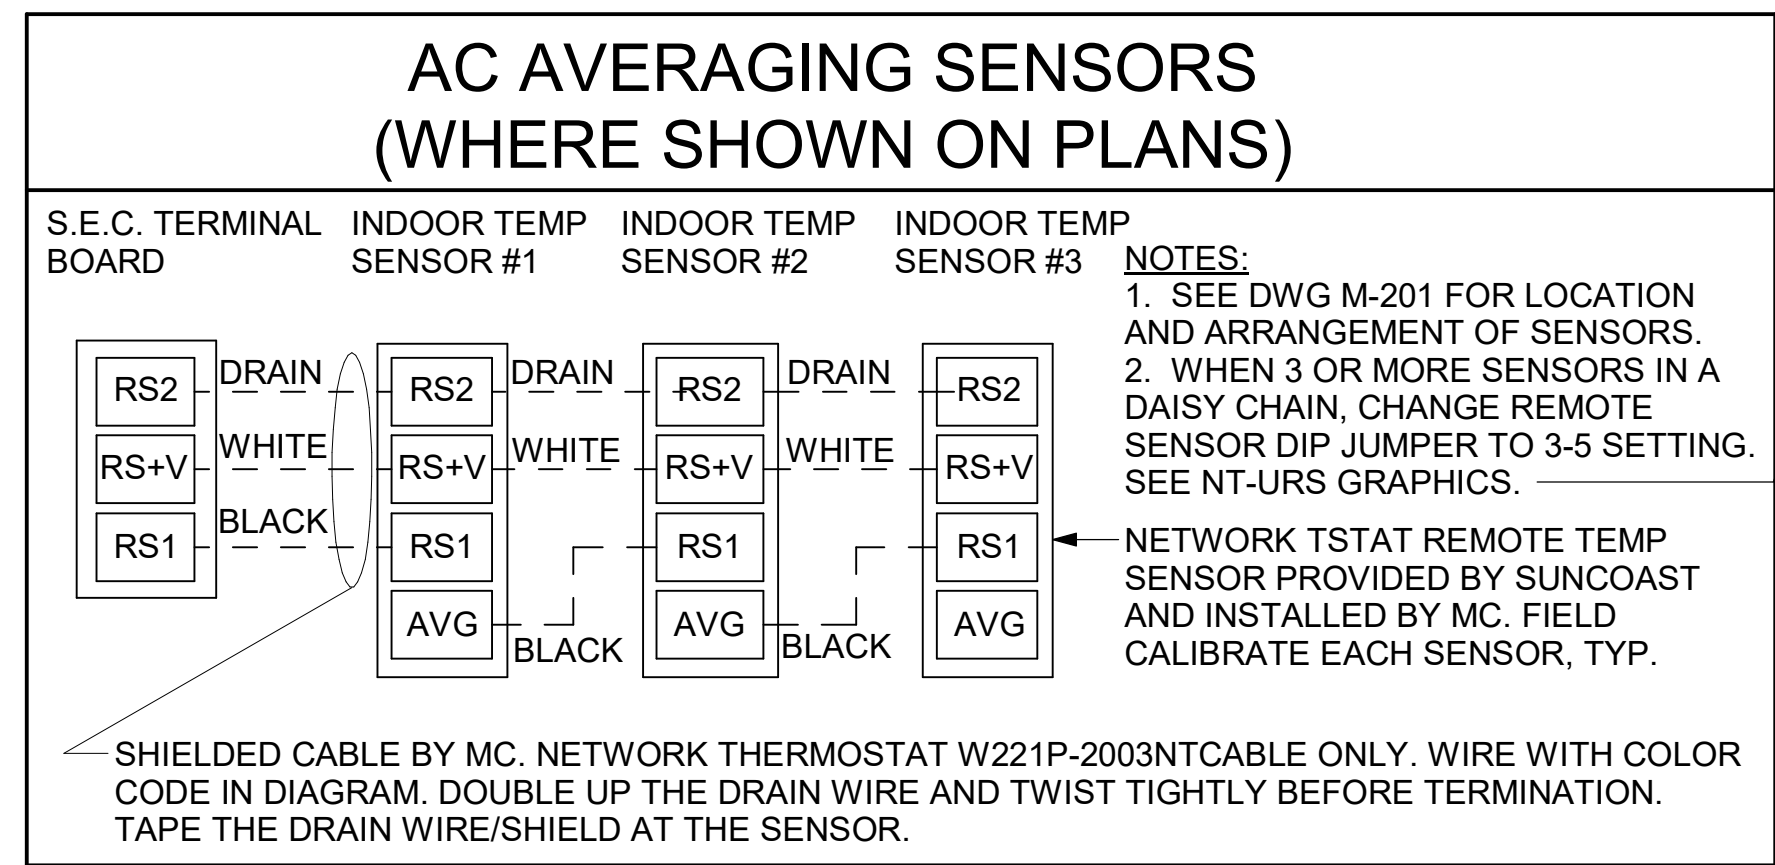 AC AVERAGING SENSORS
(WHERE SHOWN ON PLANS)
S.E.C. TERMINAL
BOARD
INDOOR TEMP
SENSOR #1
INDOOR TEMP
SENSOR #2
INDOOR TEMP
SENSOR #3
RS2
RS+V
RS1
DRAIN
WHITE
BLACK
RS2
RS+V
RS1
AVG
DRAIN
WHITE
BLACK
RS2
RS+V
RS1
AVG
DRAIN
WHITE
BLACK
RS2
RS+V
RS1
AVG
NOTES:
1. SEE DWG M-201 FOR LOCATION
AND ARRANGEMENT OF SENSORS.
2. WHEN 3 OR MORE SENSORS IN A
DAISY CHAIN, CHANGE REMOTE
SENSOR DIP JUMPER TO 3-5 SETTING.
SEE NT-URS GRAPHICS.
NETWORK TSTAT REMOTE TEMP
SENSOR PROVIDED BY SUNCOAST
AND INSTALLED BY MC. FIELD
CALIBRATE EACH SENSOR, TYP.
SHIELDED CABLE BY MC. NETWORK THERMOSTAT W221P-2003NTCABLE ONLY. WIRE WITH COLOR
CODE IN DIAGRAM. DOUBLE UP THE DRAIN WIRE AND TWIST TIGHTLY BEFORE TERMINATION.
TAPE THE DRAIN WIRE/SHIELD AT THE SENSOR.